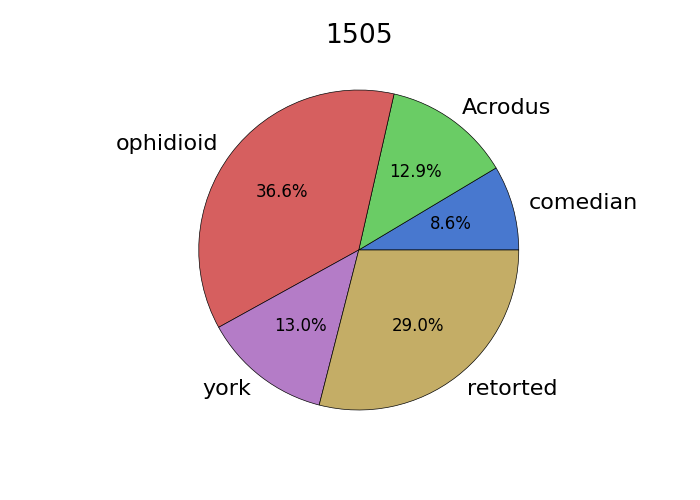 1505
Acrodus
ophidioid
12.9%
36.6%
comedian
8.6%
13.0%
29.0%
york
retorted